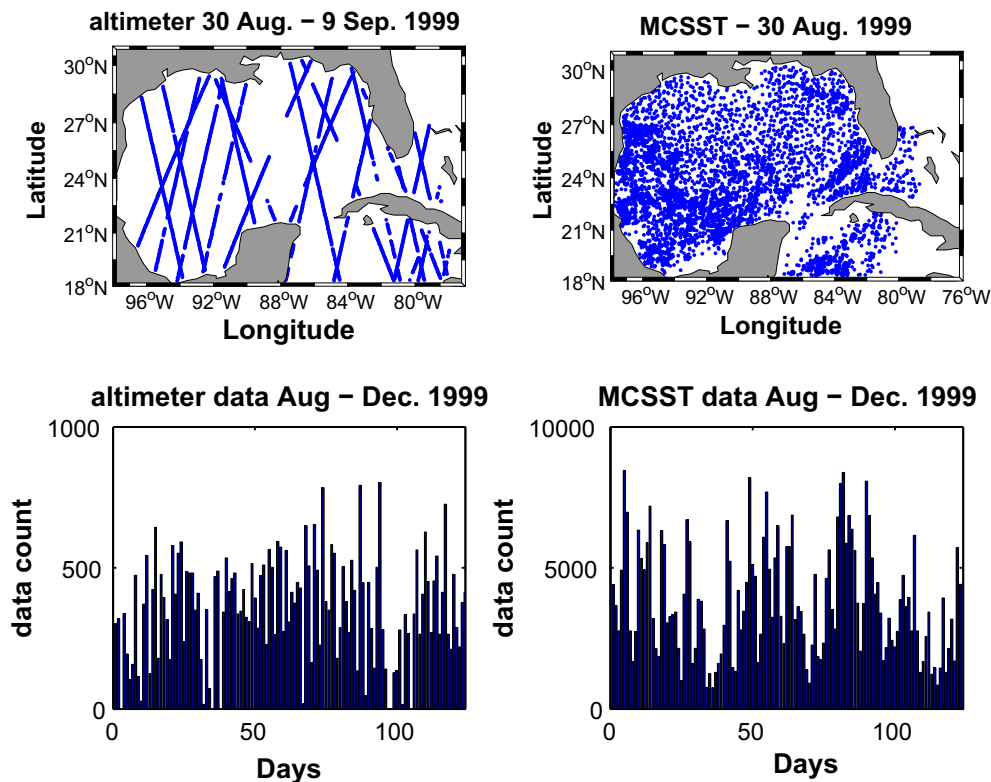 altimeter 30 Aug. − 9 Sep. 1999
30°N
27°N
24°N
21°N
18°N
Latitude
96°W 92°W 88°W 84°W 80°W
Longitude
MCSST − 30 Aug. 1999
30°N
27°N
24°N
21°N
18°N
Latitude
96°W 92°W 88°W 84°W 80°W 76°W
Longitude
altimeter data Aug − Dec. 1999
1000
500
0
data count
0 50 100
Days
MCSST data Aug − Dec. 1999
10000
5000
0
data count
0 50 100
Days